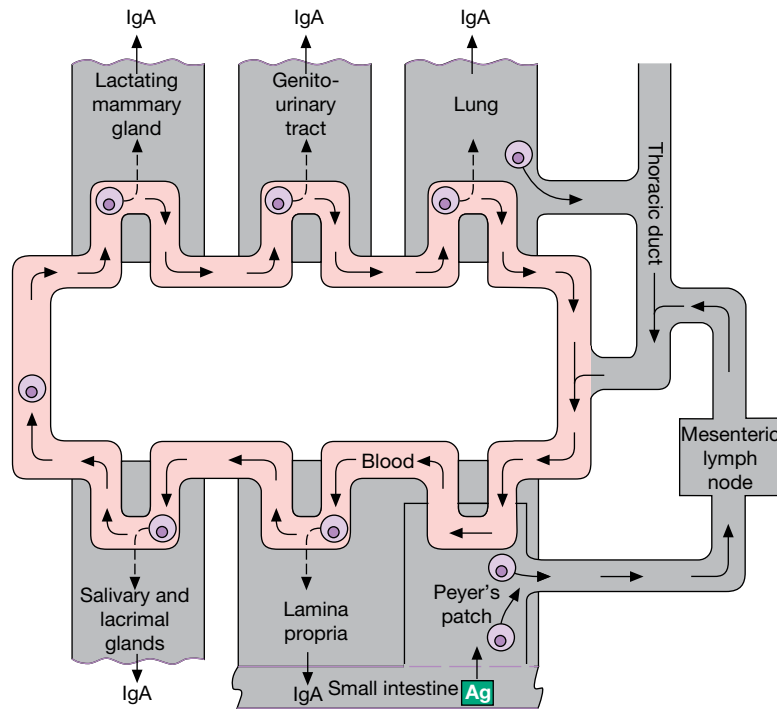 IgA
IgA
IgA
Lactating
mammary
gland
Genito-
urinary
tract
Lung
Thoracic duct
Blood
Mesenteric
lymph
node
Salivary and
lacrimal
glands
Lamina
propria
Peyer's
patch
IgA
IgA
Small intestine
Ag